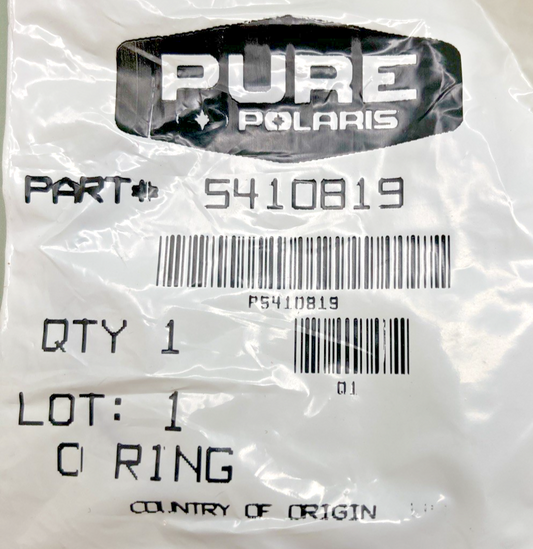 PURE
POLARIS
PART# 5410819
P5410819
QTY 1
Q1
LOT: 1
O RING
COUNTRY OF ORIGIN